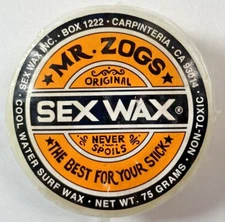 SEX WAX INC. · BOX 1222 · CARPINTERIA · CA 93014
MR. ZOGS
ORIGINAL
SEX WAX®
NEVER
SPOILS
THE BEST FOR YOUR STICK
COOL WATER SURF WAX · NET WT. 75 GRAMS · NON-TOXIC ·